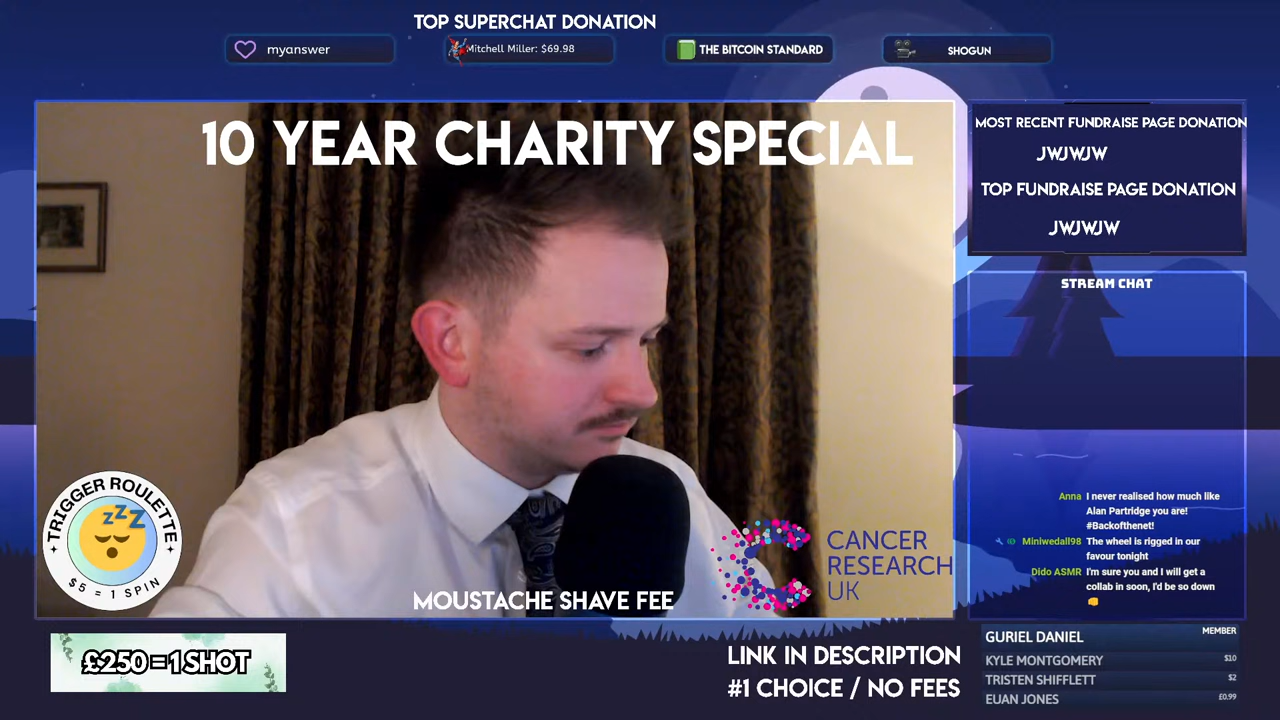 TOP SUPERCHAT DONATION
myanswer
Mitchell Miller: $69.98
THE BITCOIN STANDARD
SHOGUN
10 YEAR CHARITY SPECIAL
MOST RECENT FUNDRAISE PAGE DONATION
JWJWJW
TOP FUNDRAISE PAGE DONATION
JWJWJW
STREAM CHAT
Anna I never realised how much like
Alan Partridge you are!
#Backofthenet!
Miniwedall98 The wheel is rigged in our
favour tonight
Dido ASMR I'm sure you and I will get a
collab in soon, I'd be so down
TRIGGER ROULETTE
ZZZ
$5 = 1 SPIN
CANCER
RESEARCH
UK
MOUSTACHE SHAVE FEE
£250 = 1 SHOT
LINK IN DESCRIPTION
#1 CHOICE / NO FEES
GURIEL DANIEL MEMBER
KYLE MONTGOMERY $10
TRISTEN SHIFFLETT $2
EUAN JONES £0.99